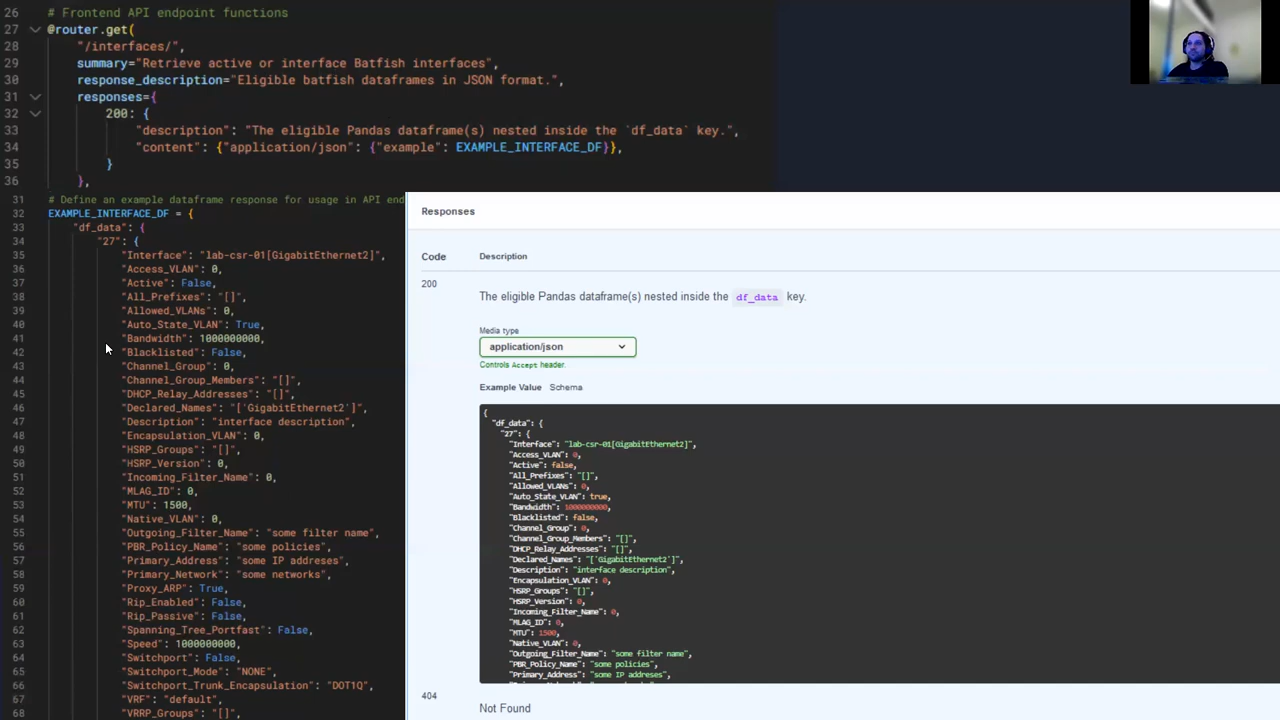 26 # Frontend API endpoint functions
27 @router.get(
28 "/interfaces/",
29 summary="Retrieve active or interface Batfish interfaces",
30 response_description="Eligible batfish dataframes in JSON format.",
31 responses={
32 200: {
33 "description": "The eligible Pandas dataframe(s) nested inside the `df_data` key.",
34 "content": {"application/json": {"example": EXAMPLE_INTERFACE_DF}},
35 }
36 },
31 # Define an example dataframe response for usage in API end
32 EXAMPLE_INTERFACE_DF = {
33 "df_data": {
34 "27": {
35 "Interface": "lab-csr-01[GigabitEthernet2]",
36 "Access_VLAN": 0,
37 "Active": False,
38 "All_Prefixes": "[]",
39 "Allowed_VLANs": 0,
40 "Auto_State_VLAN": True,
41 "Bandwidth": 1000000000,
42 "Blacklisted": False,
43 "Channel_Group": 0,
44 "Channel_Group_Members": "[]",
45 "DHCP_Relay_Addresses": "[]",
46 "Declared_Names": "['GigabitEthernet2']",
47 "Description": "interface description",
48 "Encapsulation_VLAN": 0,
49 "HSRP_Groups": "[]",
50 "HSRP_Version": 0,
51 "Incoming_Filter_Name": 0,
52 "MLAG_ID": 0,
53 "MTU": 1500,
54 "Native_VLAN": 0,
55 "Outgoing_Filter_Name": "some filter name",
56 "PBR_Policy_Name": "some policies",
57 "Primary_Address": "some IP addreses",
58 "Primary_Network": "some networks",
59 "Proxy_ARP": True,
60 "Rip_Enabled": False,
61 "Rip_Passive": False,
62 "Spanning_Tree_Portfast": False,
63 "Speed": 1000000000,
64 "Switchport": False,
65 "Switchport_Mode": "NONE",
66 "Switchport_Trunk_Encapsulation": "DOT1Q",
67 "VRF": "default",
68 "VRRP_Groups": "[]",
Responses
Code Description
200
The eligible Pandas dataframe(s) nested inside the df_data key.
Media type
application/json
Controls Accept header.
Example Value Schema
{
"df_data": {
"27": {
"Interface": "lab-csr-01[GigabitEthernet2]",
"Access_VLAN": 0,
"Active": false,
"All_Prefixes": "[]",
"Allowed_VLANs": 0,
"Auto_State_VLAN": true,
"Bandwidth": 1000000000,
"Blacklisted": false,
"Channel_Group": 0,
"Channel_Group_Members": "[]",
"DHCP_Relay_Addresses": "[]",
"Declared_Names": "['GigabitEthernet2']",
"Description": "interface description",
"Encapsulation_VLAN": 0,
"HSRP_Groups": "[]",
"HSRP_Version": 0,
"Incoming_Filter_Name": 0,
"MLAG_ID": 0,
"MTU": 1500,
"Native_VLAN": 0,
"Outgoing_Filter_Name": "some filter name",
"PBR_Policy_Name": "some policies",
"Primary_Address": "some IP addreses",
404
Not Found